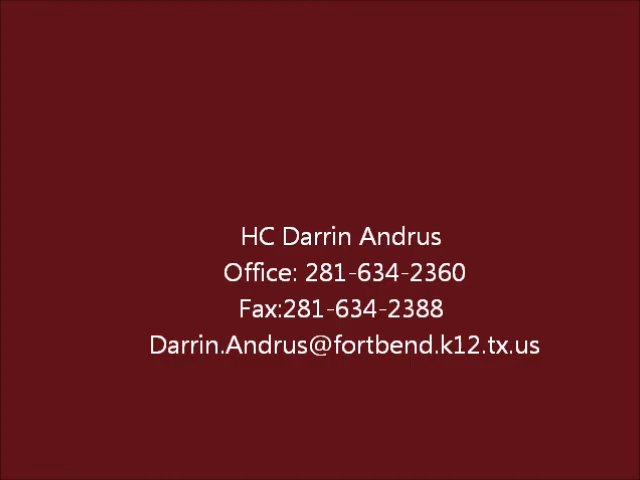 HC Darrin Andrus
Office: 281-634-2360
Fax:281-634-2388
Darrin.Andrus@fortbend.k12.tx.us